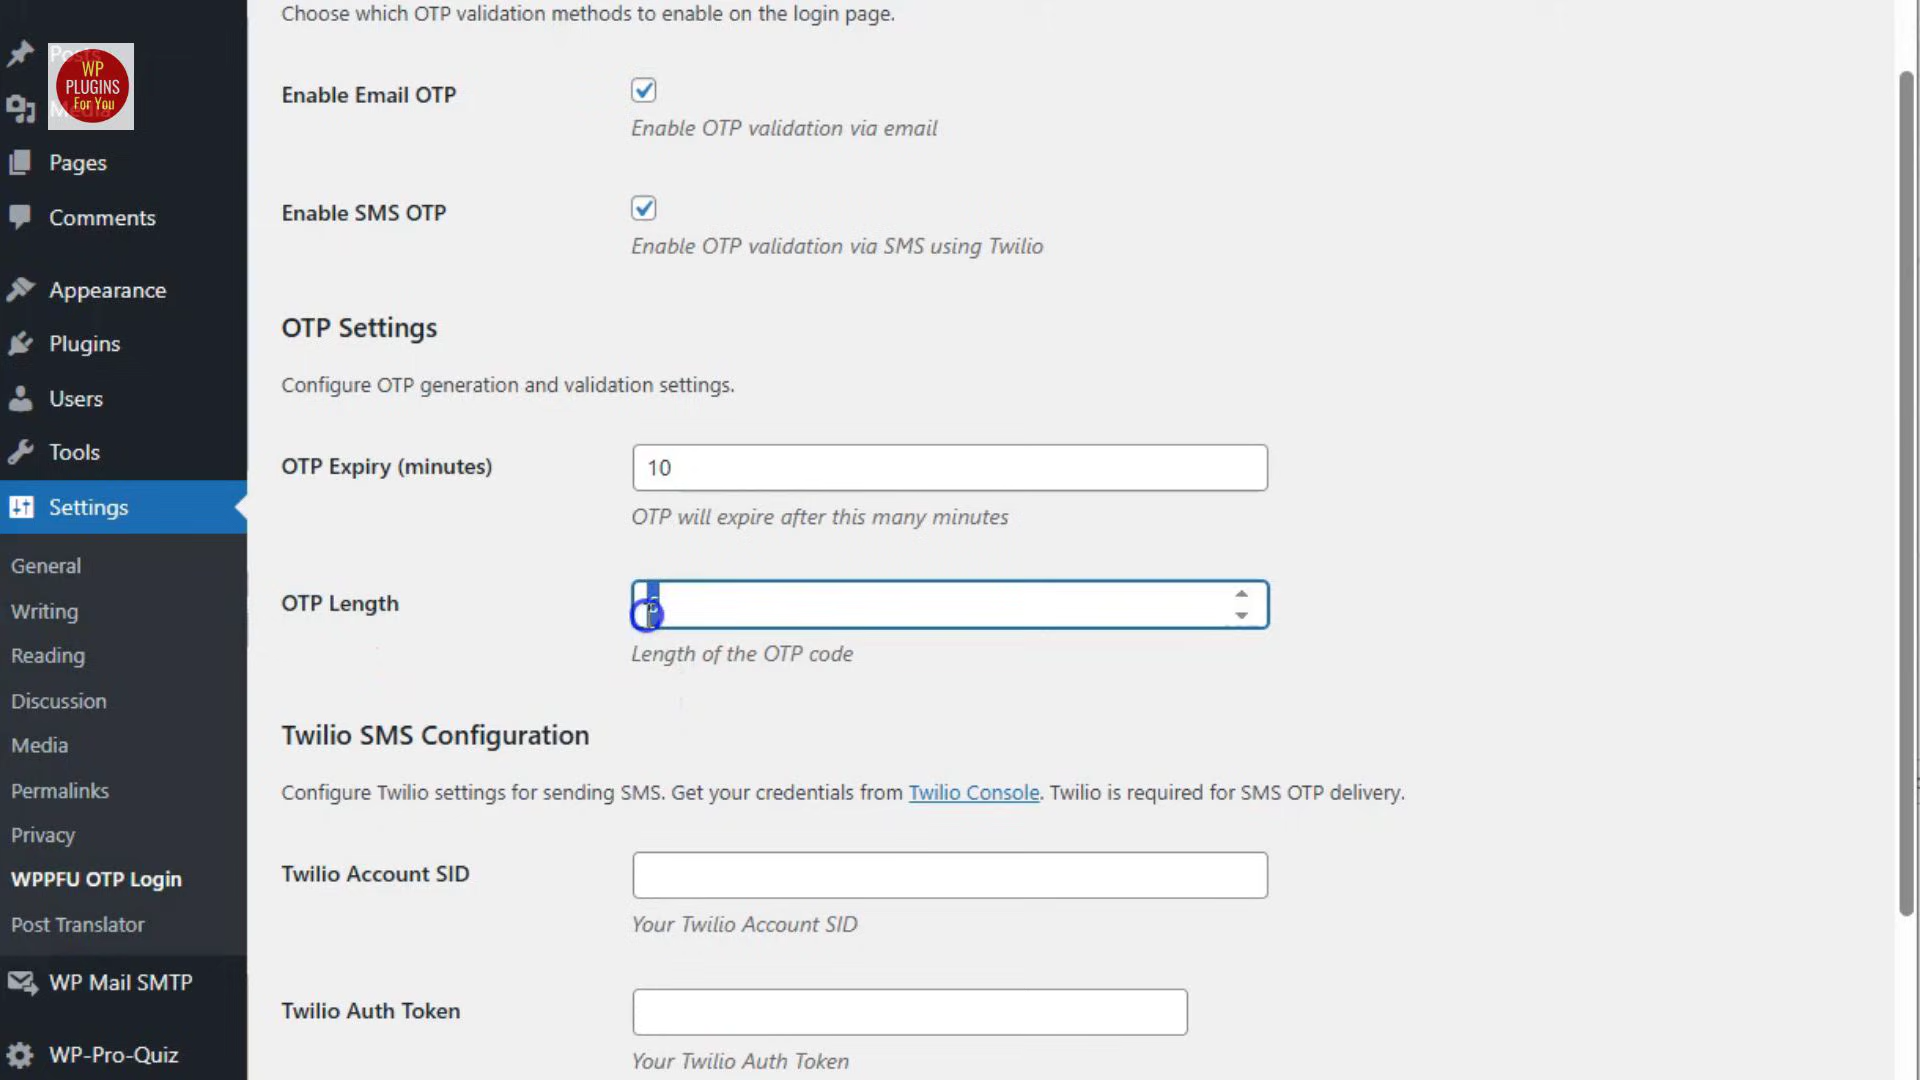 Choose which OTP validation methods to enable on the login page.
Posts
WP
PLUGINS
For You
Media
Pages
Comments
Appearance
Plugins
Users
Tools
Settings
General
Writing
Reading
Discussion
Media
Permalinks
Privacy
WPPFU OTP Login
Post Translator
WP Mail SMTP
WP-Pro-Quiz
Enable Email OTP
Enable OTP validation via email
Enable SMS OTP
Enable OTP validation via SMS using Twilio
OTP Settings
Configure OTP generation and validation settings.
OTP Expiry (minutes)
10
OTP will expire after this many minutes
OTP Length
Length of the OTP code
Twilio SMS Configuration
Configure Twilio settings for sending SMS. Get your credentials from Twilio Console. Twilio is required for SMS OTP delivery.
Twilio Account SID
Your Twilio Account SID
Twilio Auth Token
Your Twilio Auth Token